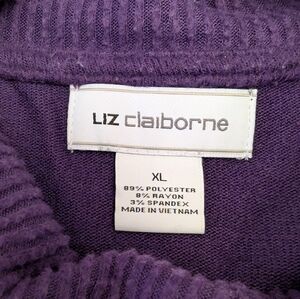 LIZ claiborne
XL
89% POLYESTER
8% RAYON
3% SPANDEX
MADE IN VIETNAM